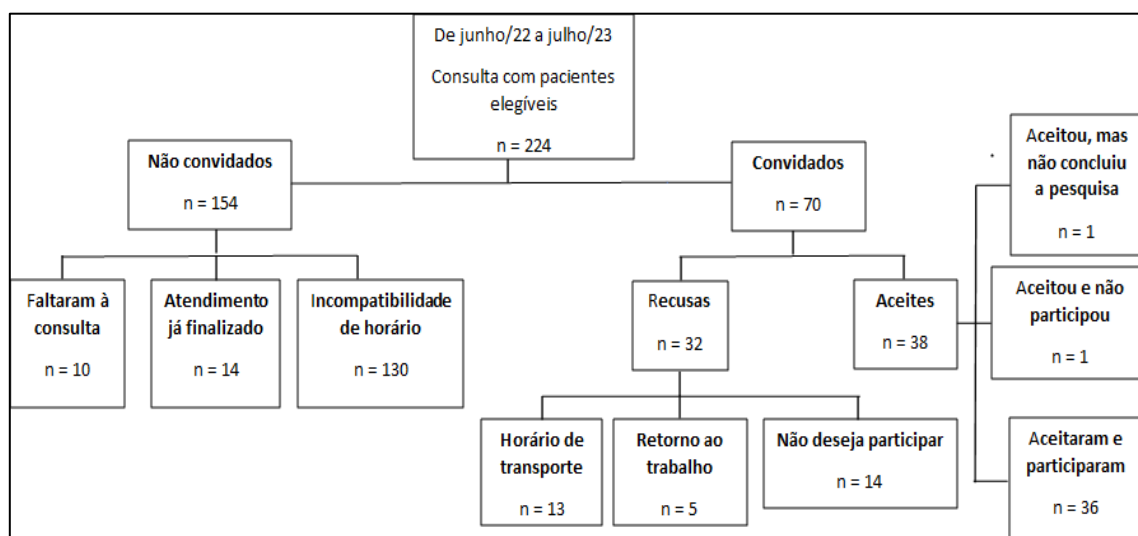 De junho/22 a julho/23
Consulta com pacientes
elegíveis
n = 224
Não convidados
n = 154
Convidados
n = 70
Faltaram à
consulta
n = 10
Atendimento
já finalizado
n = 14
Incompatibilidade
de horário
n = 130
Recusas
n = 32
Aceites
n = 38
Horário de
transporte
n = 13
Retorno ao
trabalho
n = 5
Não deseja participar
n = 14
Aceitou, mas
não concluiu
a pesquisa
n = 1
Aceitou e não
participou
n = 1
Aceitaram e
participaram
n = 36